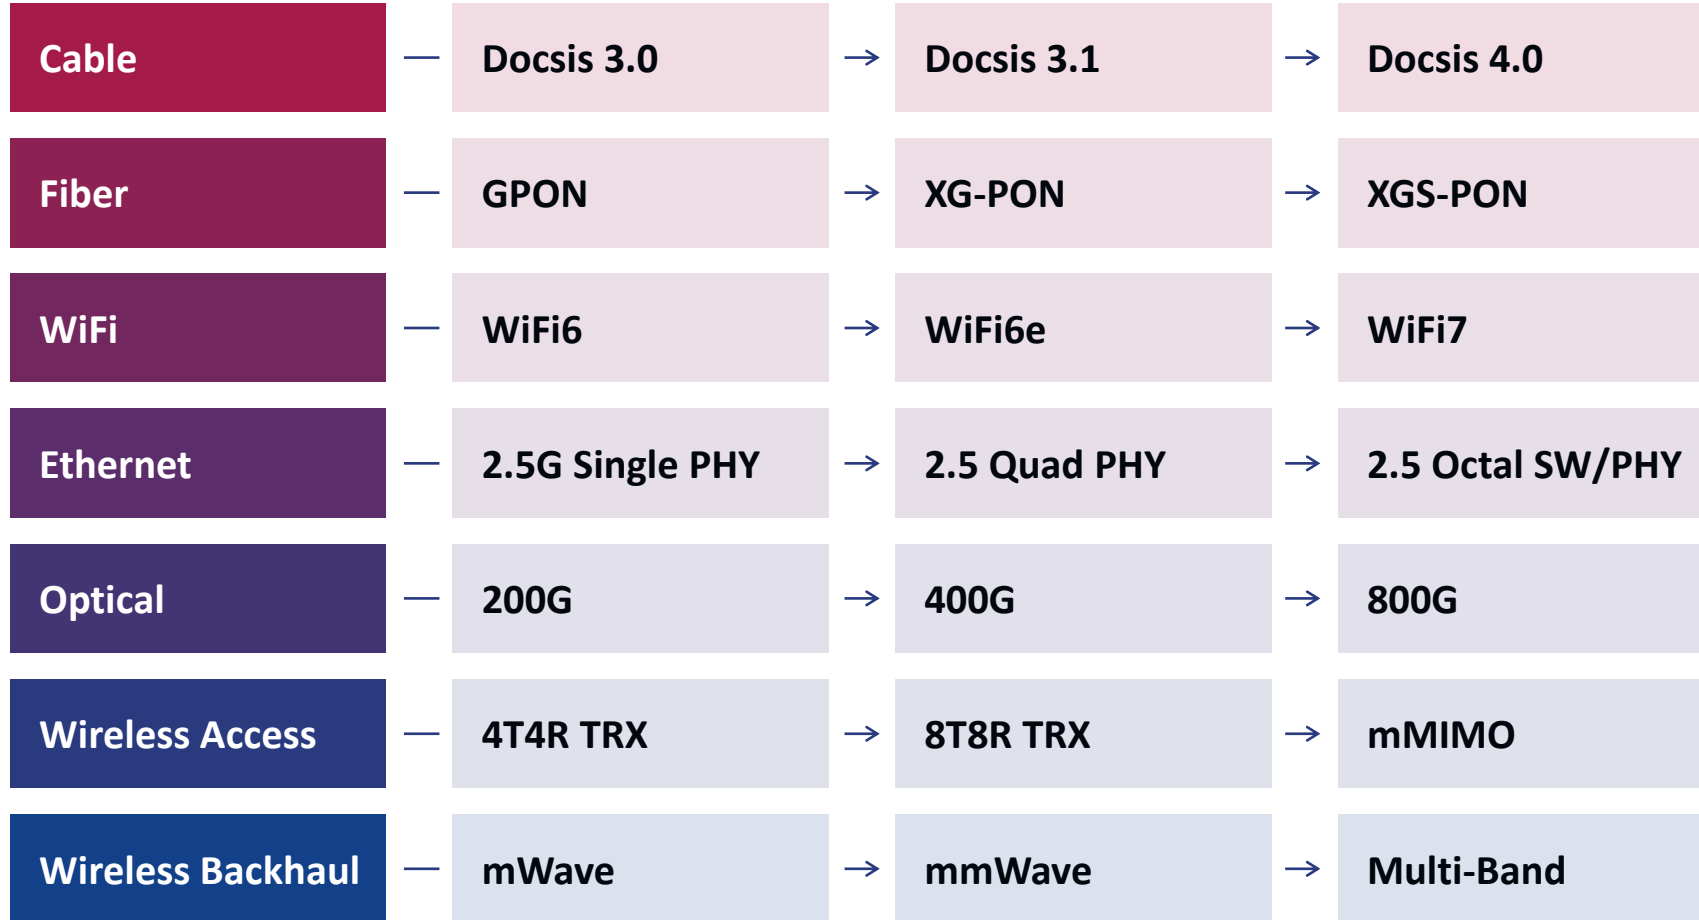 Cable Docsis 3.0 Docsis 3.1 Docsis 4.0
Fiber GPON XG-PON XGS-PON
WiFi WiFi6 WiFi6e WiFi7
Ethernet 2.5G Single PHY 2.5 Quad PHY 2.5 Octal SW/PHY
Optical 200G 400G 800G
Wireless Access 4T4R TRX 8T8R TRX mMIMO
Wireless Backhaul mWave mmWave Multi-Band